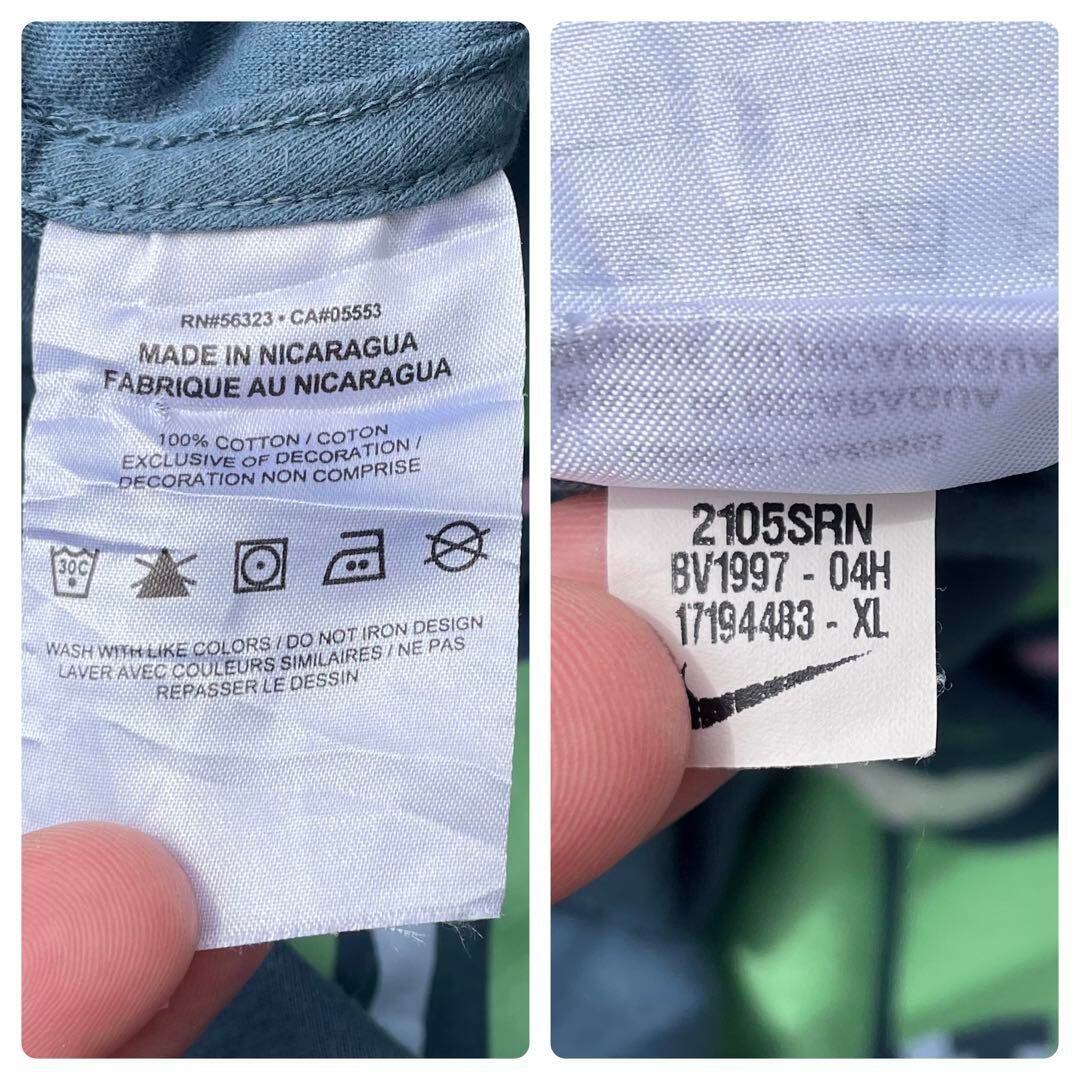 RN#56323 • CA#05553
MADE IN NICARAGUA
FABRIQUE AU NICARAGUA
100% COTTON / COTON
EXCLUSIVE OF DECORATION /
DECORATION NON COMPRISE
30C
WASH WITH LIKE COLORS / DO NOT IRON DESIGN
LAVER AVEC COULEURS SIMILAIRES / NE PAS
REPASSER LE DESSIN
2105SRN
BV1997 - 04H
17194483 - XL